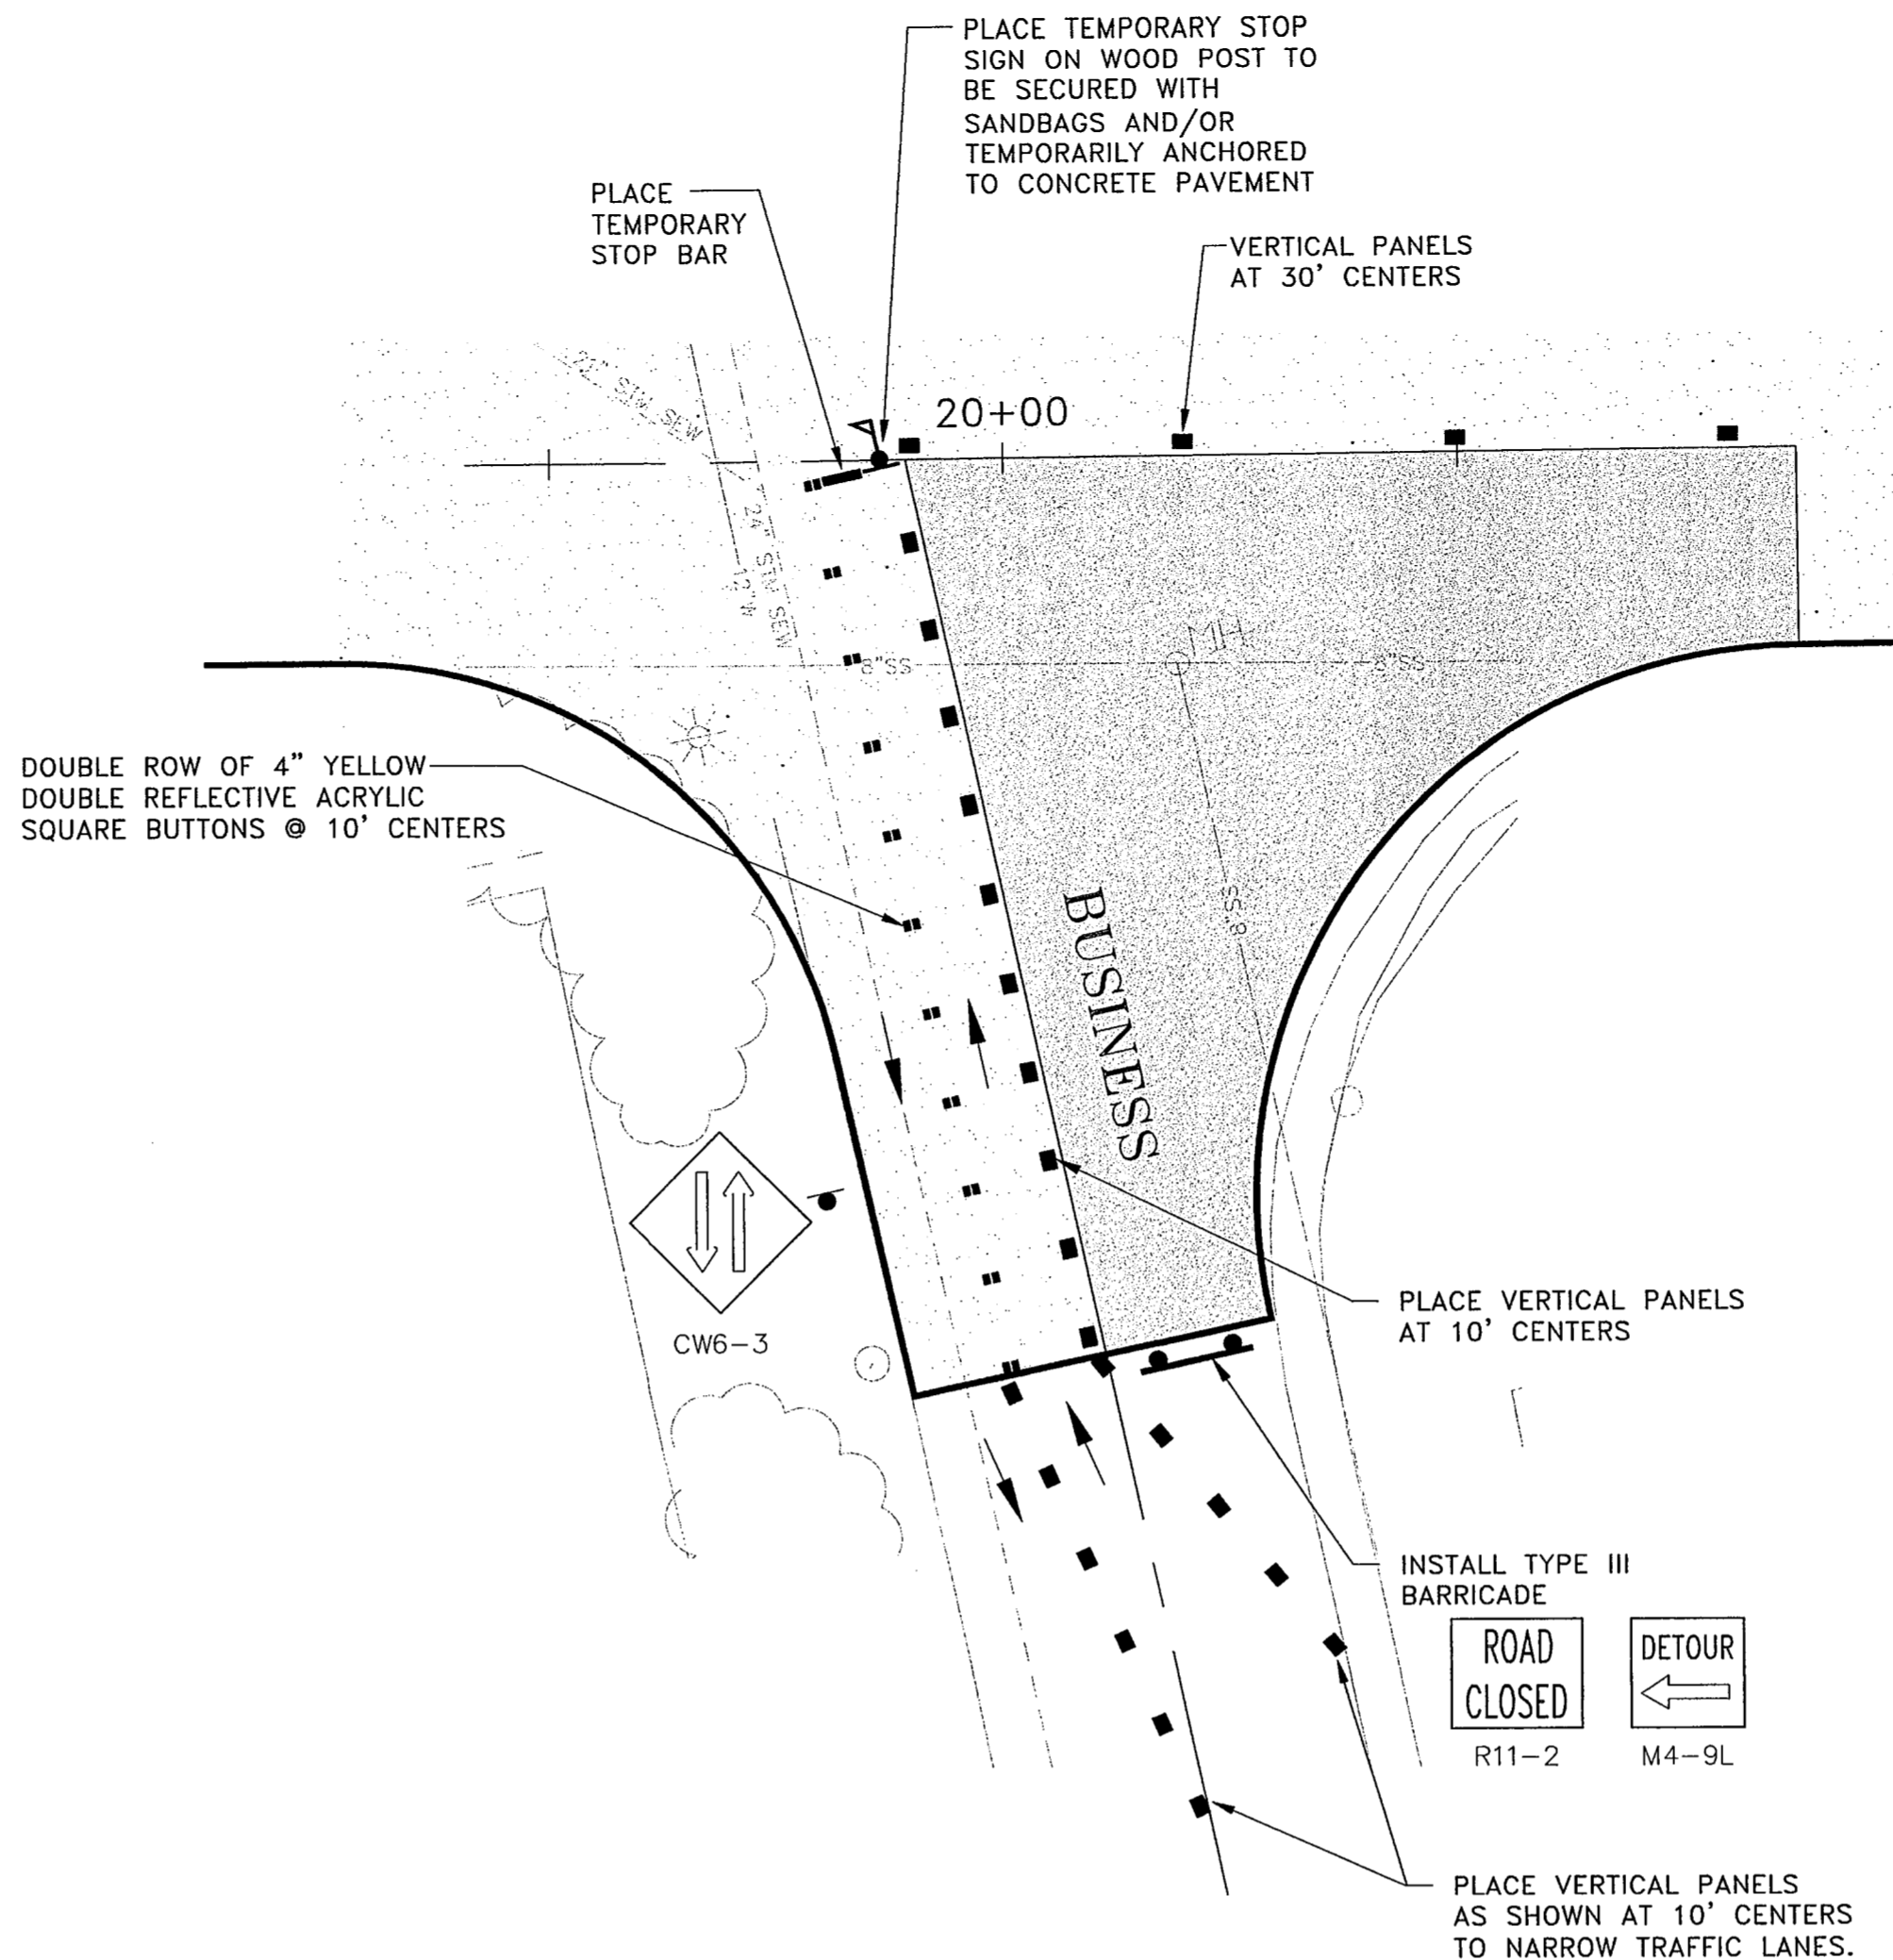 PLACE TEMPORARY STOP
SIGN ON WOOD POST TO
BE SECURED WITH
SANDBAGS AND/OR
TEMPORARILY ANCHORED
TO CONCRETE PAVEMENT
PLACE
TEMPORARY
STOP BAR
VERTICAL PANELS
AT 30' CENTERS
20+00
24" STM SEW
12"W
STM SEW
MH
8"SS
8"SS
8"SS
DOUBLE ROW OF 4" YELLOW
DOUBLE REFLECTIVE ACRYLIC
SQUARE BUTTONS @ 10' CENTERS
BUSINESS
CW6-3
PLACE VERTICAL PANELS
AT 10' CENTERS
INSTALL TYPE III
BARRICADE
ROAD
CLOSED
R11-2
DETOUR
M4-9L
PLACE VERTICAL PANELS
AS SHOWN AT 10' CENTERS
TO NARROW TRAFFIC LANES.